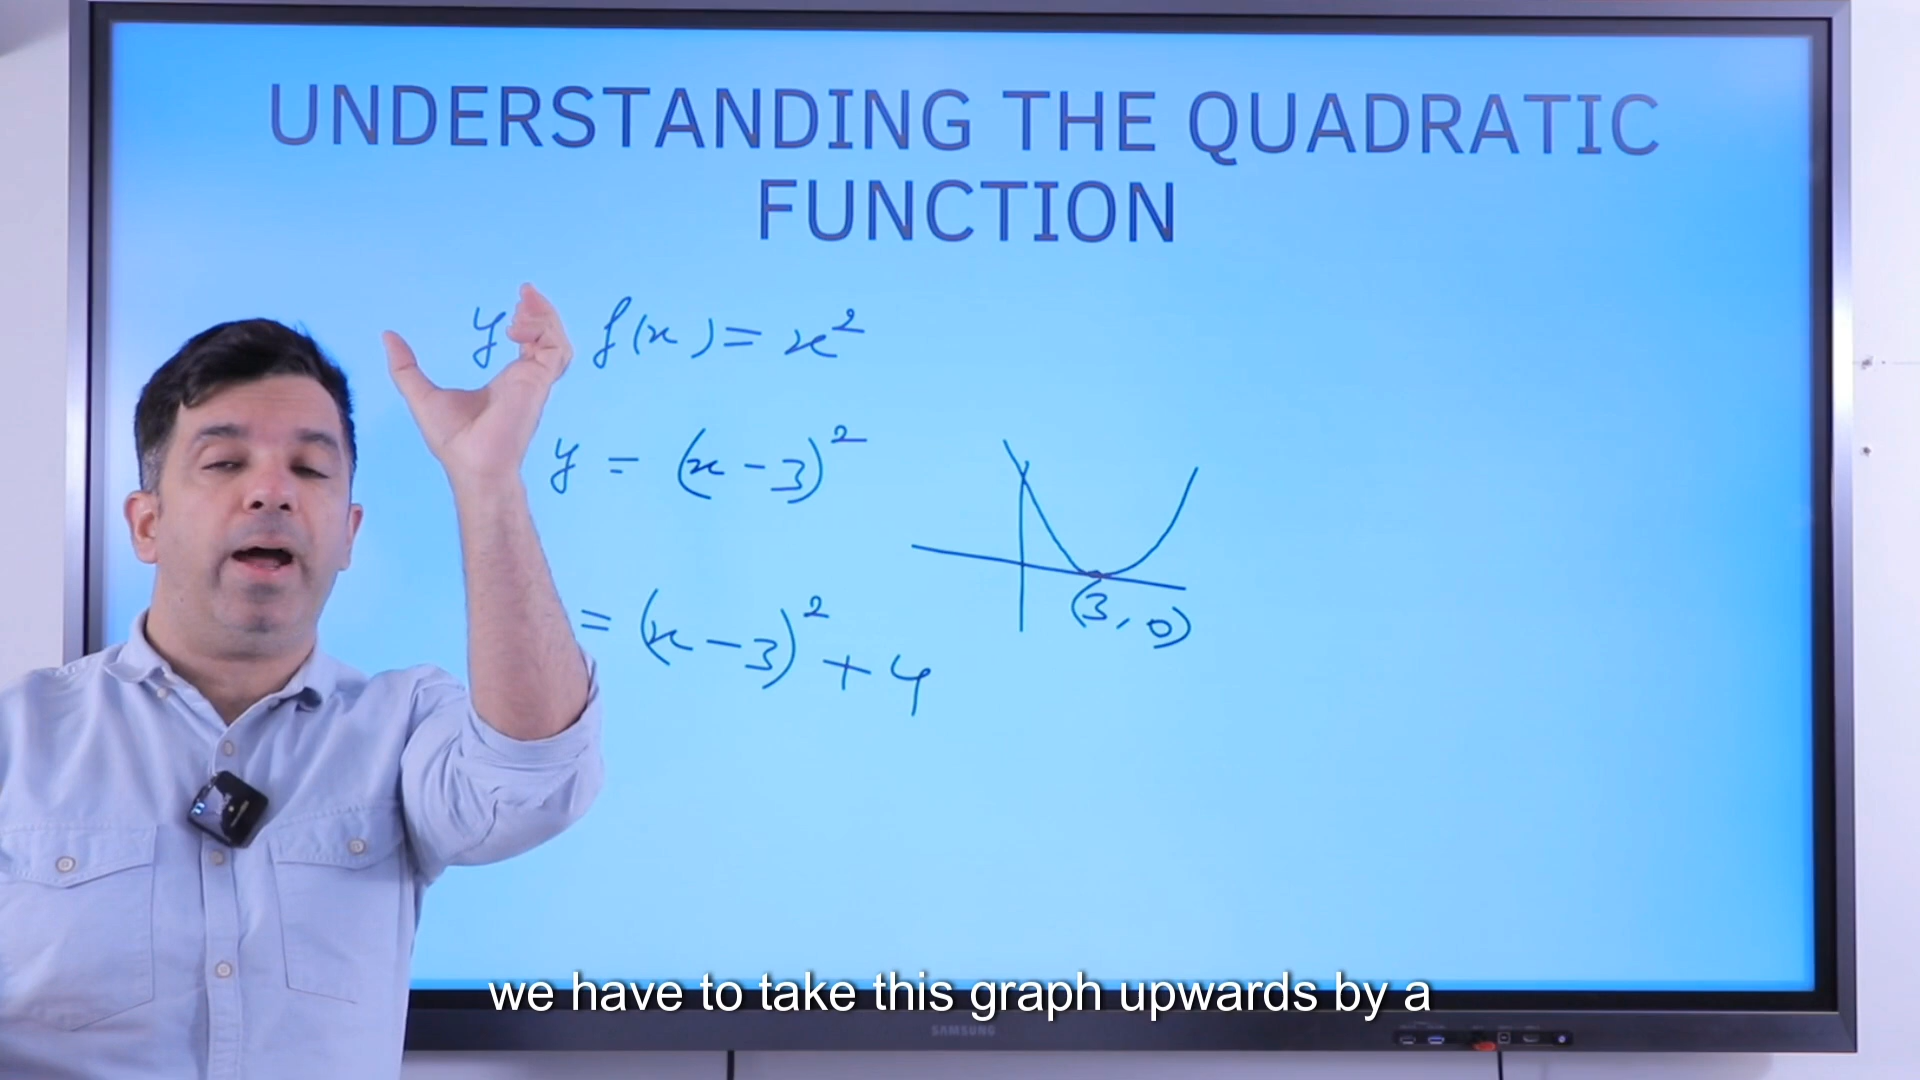 UNDERSTANDING THE QUADRATIC
FUNCTION
y f(x) = x²
y = (x - 3)²
(3, 0)
= (x - 3)² + 4
we have to take this graph upwards by a
SAMSUNG